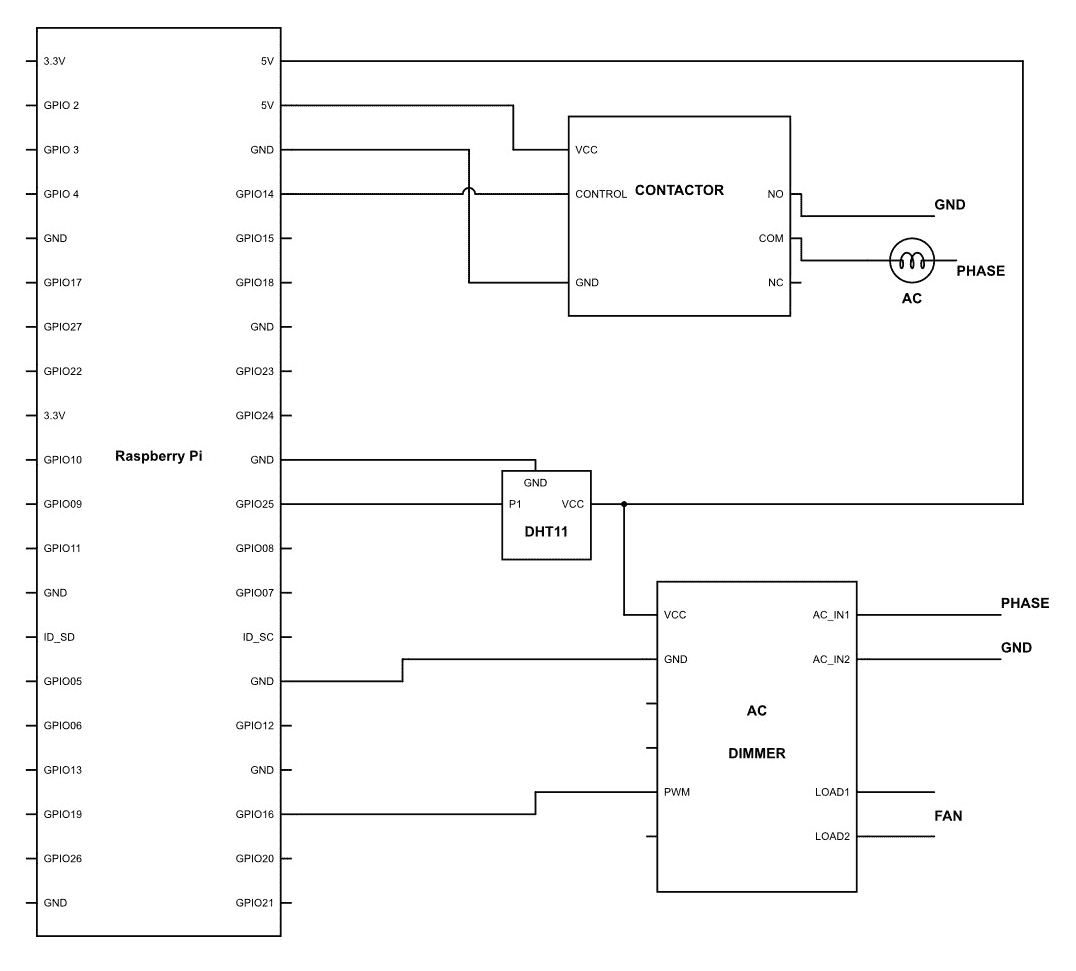 3.3V 5V
GPIO 2 5V
GPIO 3 GND VCC
GPIO 4 GPIO14 CONTROL CONTACTOR NO
GND
GND GPIO15 COM
PHASE
GPIO17 GPIO18 GND NC
AC
GPIO27 GND
GPIO22 GPIO23
3.3V GPIO24
Raspberry Pi
GPIO10 GND
GND
GPIO09 GPIO25 P1 VCC
DHT11
GPIO11 GPIO08
GND GPIO07
PHASE
VCC AC_IN1
ID_SD ID_SC
GND
GND AC_IN2
GPIO05 GND
AC
GPIO06 GPIO12
DIMMER
GPIO13 GND
PWM LOAD1
GPIO19 GPIO16
FAN
LOAD2
GPIO26 GPIO20
GND GPIO21